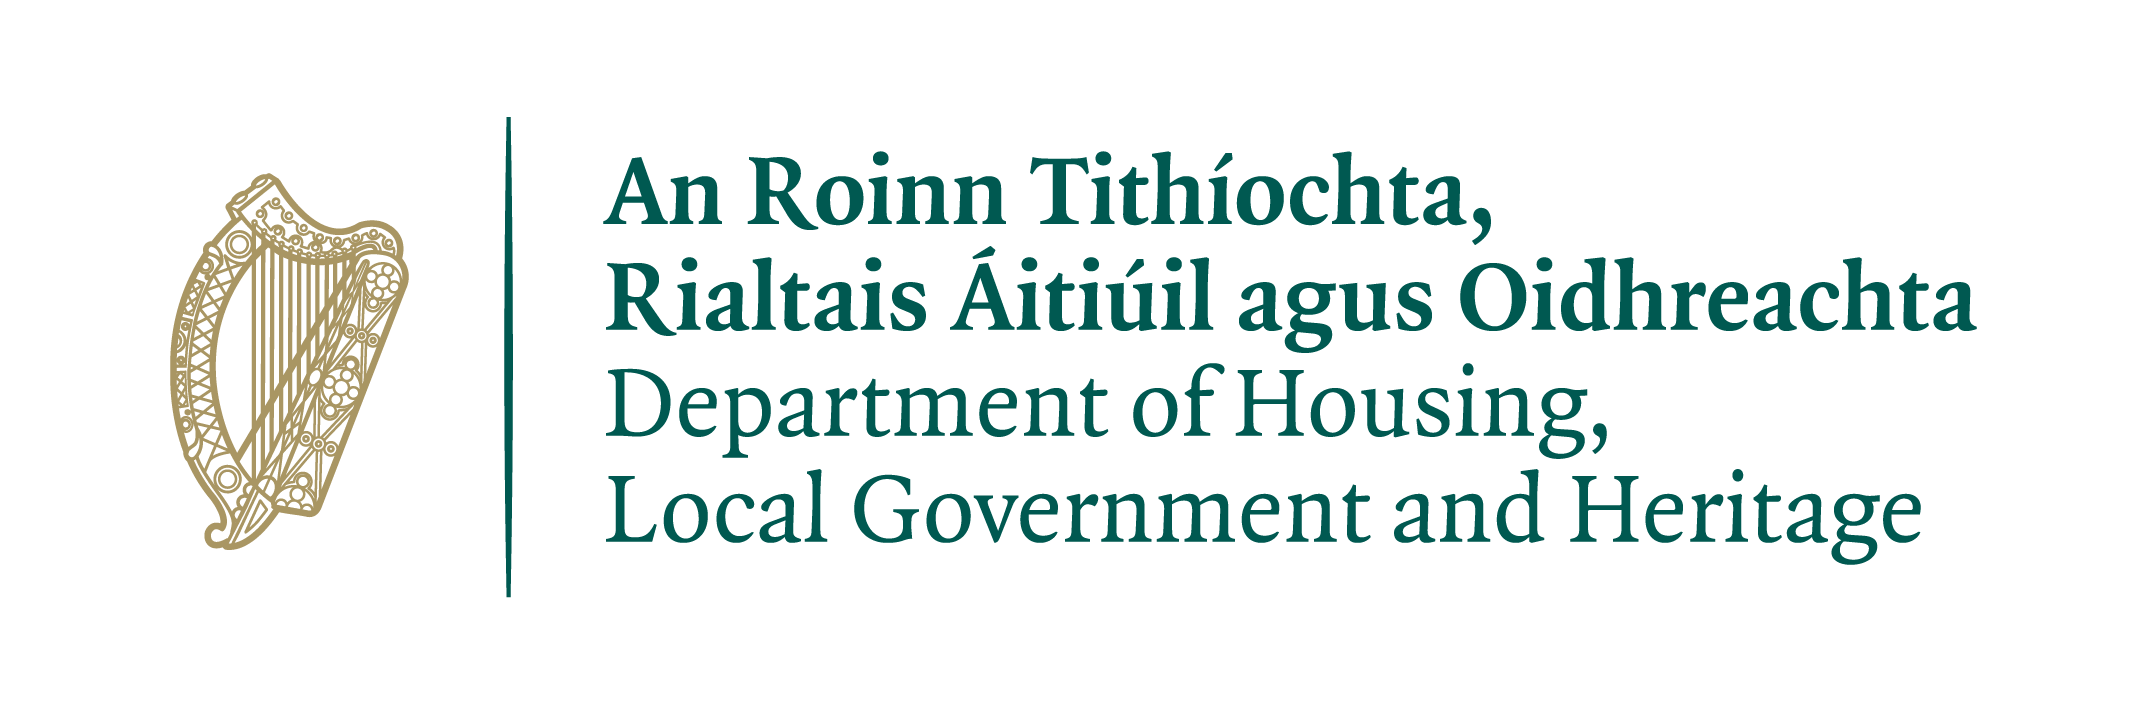 An Roinn Tithíochta,
Rialtais Áitiúil agus Oidhreachta
Department of Housing,
Local Government and Heritage